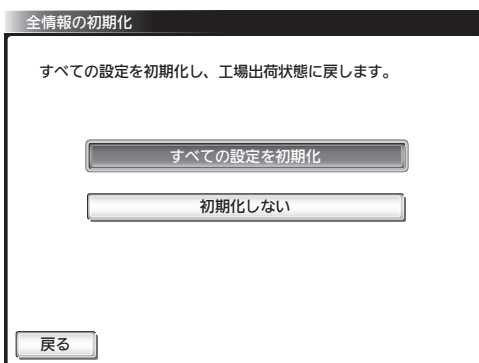 全情報の初期化
すべての設定を初期化し、工場出荷状態に戻します。
すべての設定を初期化
初期化しない
戻る